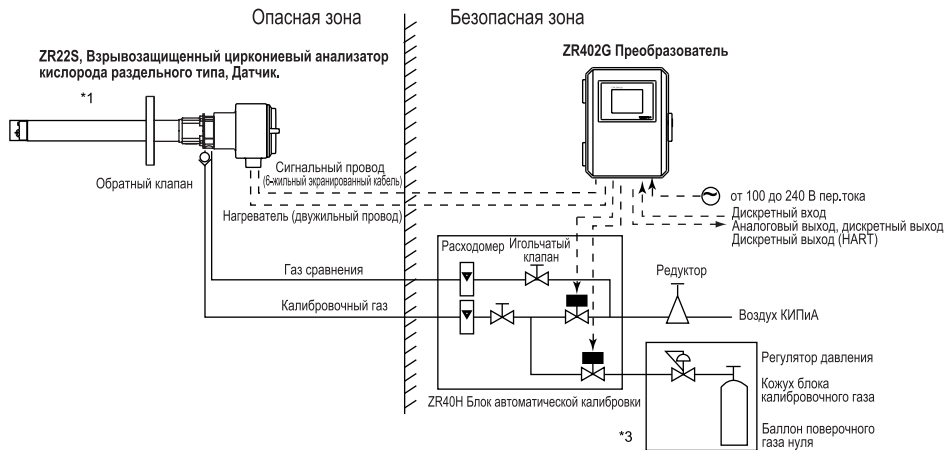 Опасная зона
Безопасная зона
ZR22S, Взрывозащищенный циркониевый анализатор
кислорода раздельного типа, Датчик.
ZR402G Преобразователь
*1
Обратный клапан
Сигнальный провод
(6-жильный экранированный кабель)
Нагреватель (двужильный провод)
от 100 до 240 В пер.тока
Дискретный вход
Аналоговый выход, дискретный выход
Дискретный выход (HART)
Расходомер
Игольчатый
клапан
Газ сравнения
Редуктор
Калибровочный газ
Воздух КИПиА
Регулятор давления
Кожух блока
калибровочного газа
ZR40H Блок автоматической калибровки
Баллон поверочного
газа нуля
*3